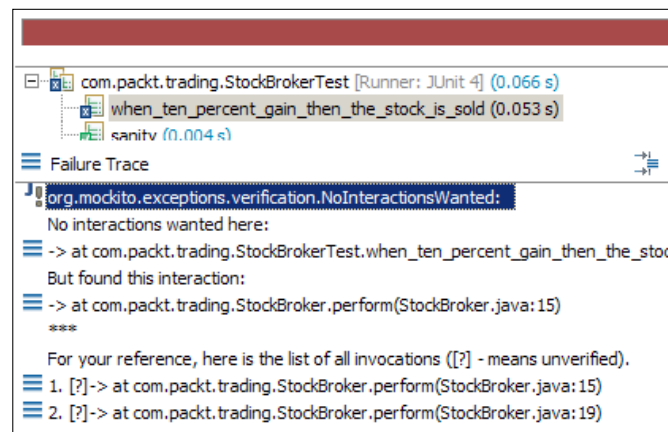 com.packt.trading.StockBrokerTest [Runner: JUnit 4] (0.066 s)
when_ten_percent_gain_then_the_stock_is_sold (0.053 s)
sanity (0.004 s)
Failure Trace
org.mockito.exceptions.verification.NoInteractionsWanted:
No interactions wanted here:
-> at com.packt.trading.StockBrokerTest.when_ten_percent_gain_then_the_stoc
But found this interaction:
-> at com.packt.trading.StockBroker.perform(StockBroker.java:15)
***
For your reference, here is the list of all invocations ([?] - means unverified).
1. [?]-> at com.packt.trading.StockBroker.perform(StockBroker.java:15)
2. [?]-> at com.packt.trading.StockBroker.perform(StockBroker.java:19)